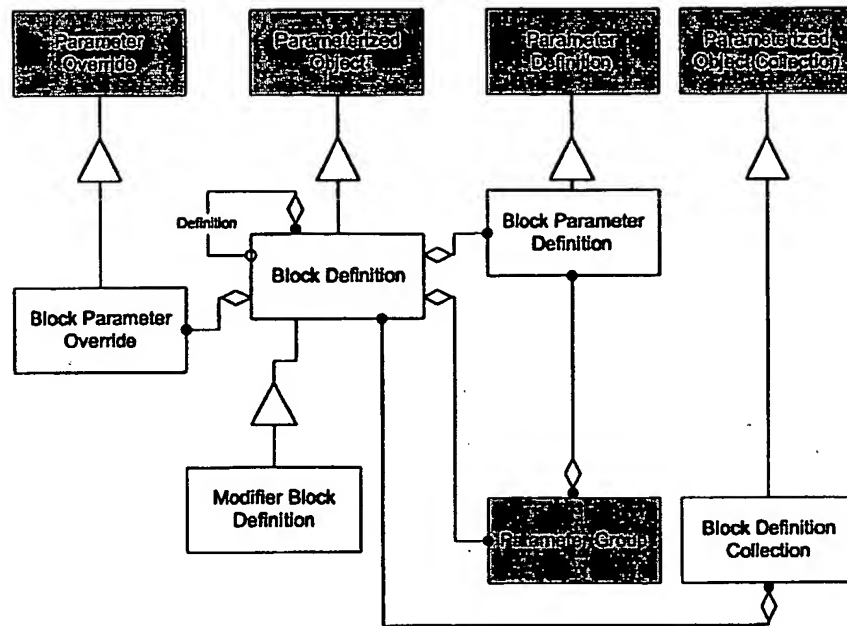 Parameter
Override
Parameterized
Object
Parameter
Definition
Parameterized
Object Collection
Definition
Block Definition
Block Parameter
Definition
Block Parameter
Override
Modifier Block
Definition
Parameter Group
Block Definition
Collection